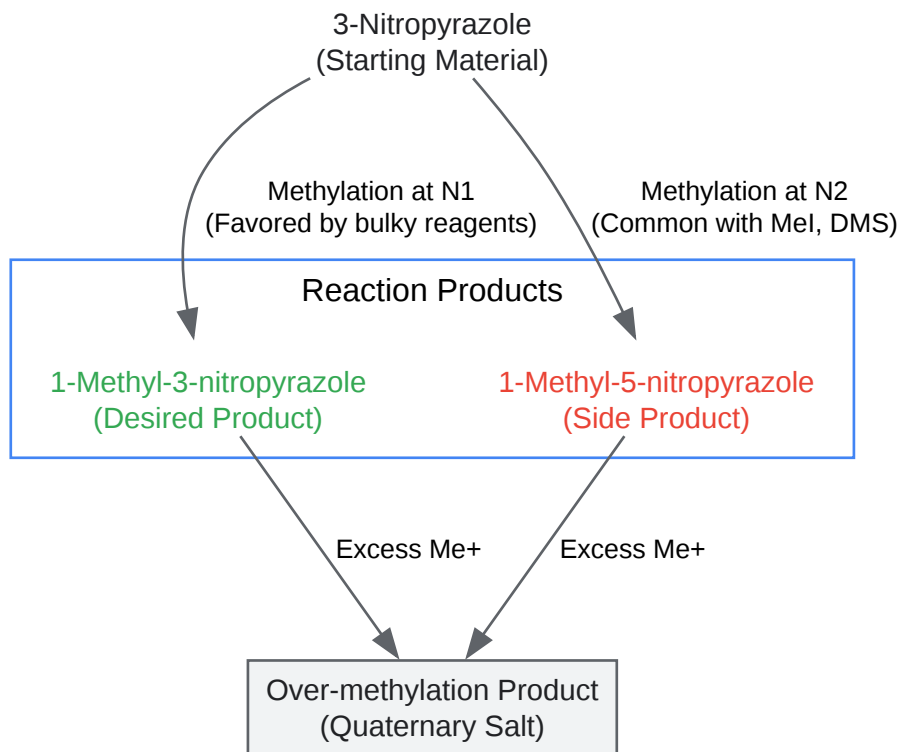 3-Nitropyrazole
(Starting Material)
Methylation at N1
(Favored by bulky reagents)
Methylation at N2
(Common with MeI, DMS)
Reaction Products
1-Methyl-3-nitropyrazole
(Desired Product)
1-Methyl-5-nitropyrazole
(Side Product)
Excess Me+
Excess Me+
Over-methylation Product
(Quaternary Salt)